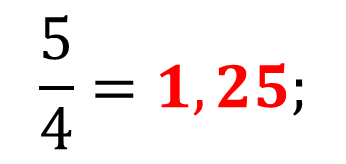 5/4 = 1,25;